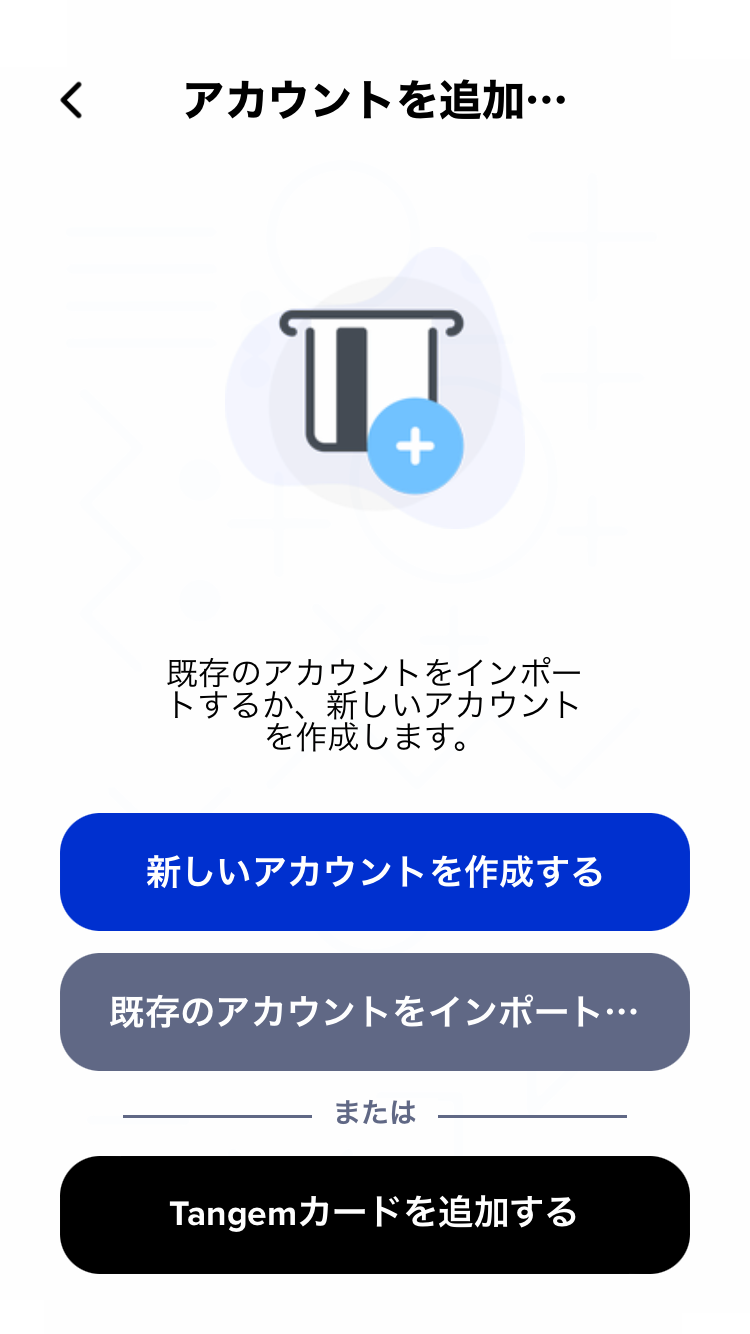 アカウントを追加…
既存のアカウントをインポー
トするか、新しいアカウント
を作成します。
新しいアカウントを作成する
既存のアカウントをインポート…
または
Tangemカードを追加する